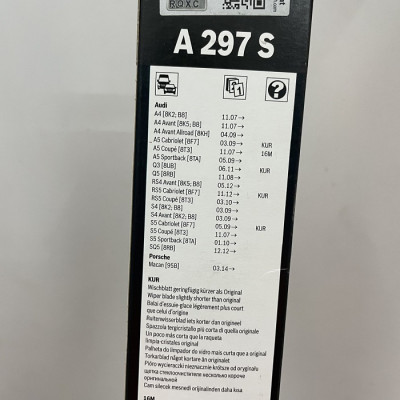 RQXC
A 297 S
Audi
A4 [8K2; B8] 11.07→
A4 Avant [8K5; B8] 11.07→
A4 Avant Allroad [8KH] 04.09→
A5 Cabriolet [8F7] 03.09→ KUR
A5 Coupé [8T3] 11.07→ 16M
A5 Sportback [8TA] 05.09→
Q3 [8UB] 06.11→ KUR
Q5 [8RB] 11.08→
RS4 Avant [8K5; B8] 05.12→
RS5 Cabriolet [8F7] 11.12→ KUR
RS5 Coupé [8T3] 03.10→
S4 [8K2; B8] 03.09→
S4 Avant [8K5; B8] 03.09→
S5 Cabriolet [8F7] 05.09→ KUR
S5 Coupé [8T3] 11.07→
S5 Sportback [8TA] 01.10→
SQ5 [8RB] 12.12→
Porsche
Macan [95B] 03.14→
KUR
Wischblatt geringfügig kürzer als Original
Wiper blade slightly shorter than original
Balai d'essuie-glace légèrement plus court
que celui d'origine
Ruitenwisserblad iets korter dan origineel
Spazzola tergicristallo più corta di quella originale
Un poco más corto que la raqueta
limpia-cristales original
Palheta do limpador de vidro mais curta que a original
Torkarblad något kortare än originalet
Pióro wycieraczki nieznacznie krótsze od oryginału
щетка стеклоочистителя несколько короче
оригинальной
Cam silecek mesnedi orijinalinden daha kısa
16M